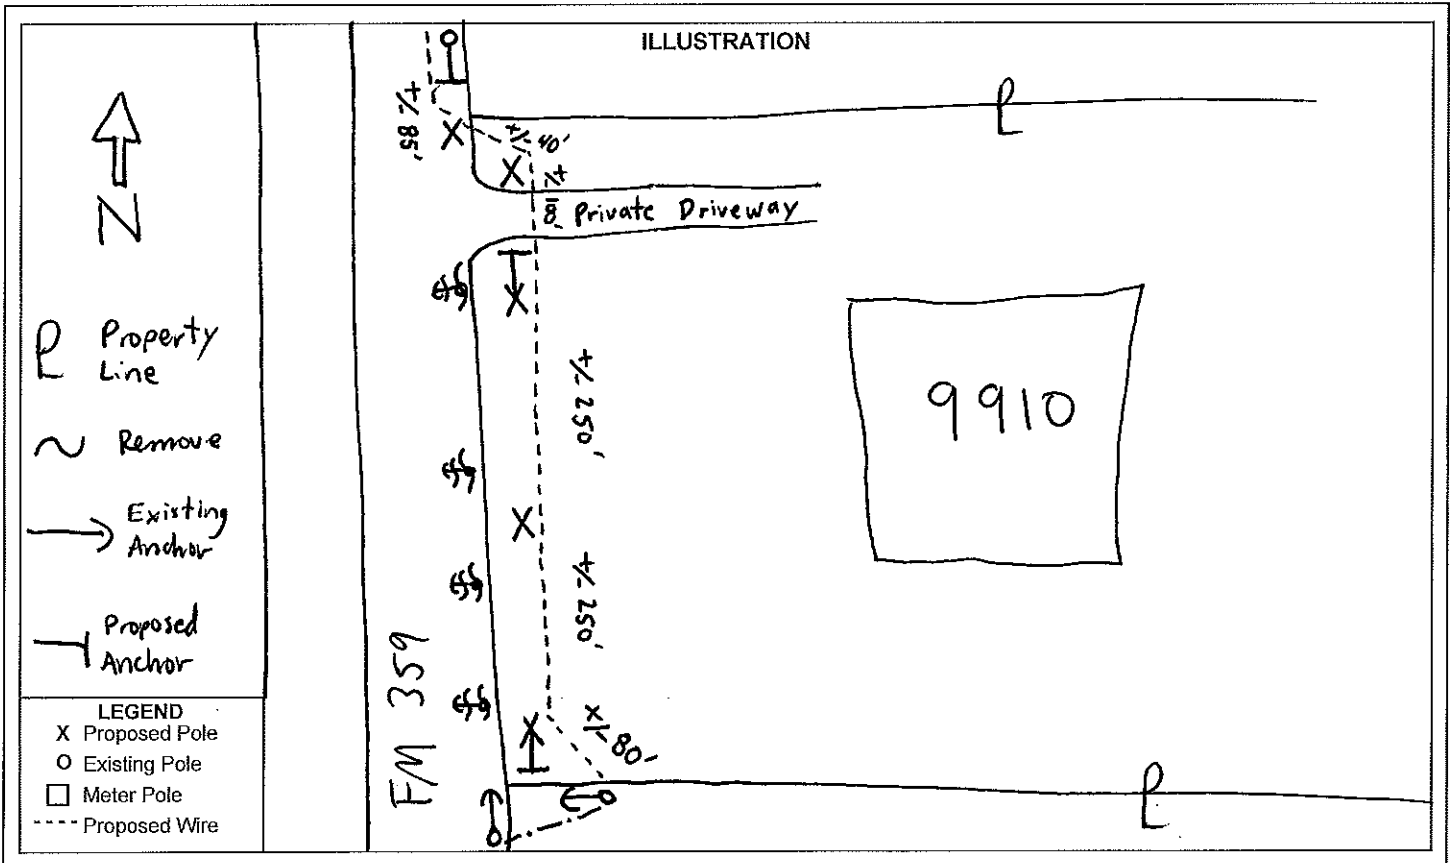 ILLUSTRATION
N
Property
Line
Remove
Existing
Anchor
Proposed
Anchor
LEGEND
X Proposed Pole
O Existing Pole
Meter Pole
Proposed Wire
+/- 85'
+/- 40'
Private Driveway
+/- 250'
+/- 250'
80'
FM 359
9910